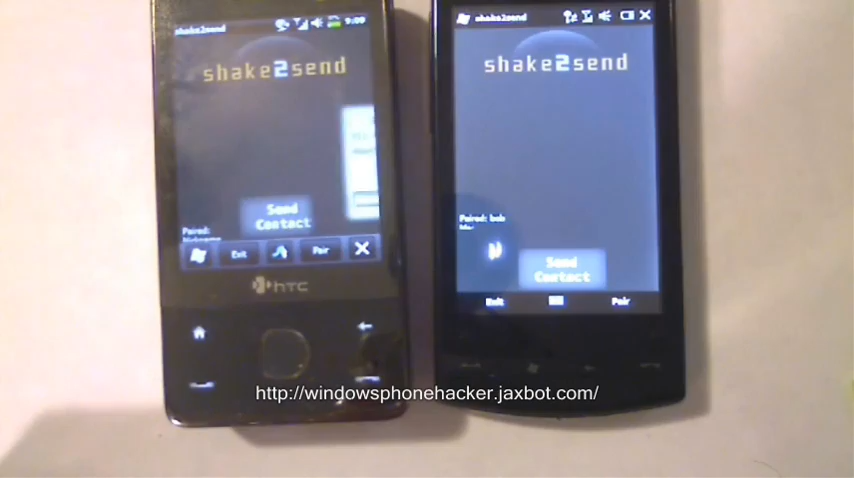 shake2send
9:00
shake2send
Send
Contact
Paired:
Exit
Pair
hTC
shake2send
shake2send
Paired: bob
Send
Contact
Exit
Pair
http://windowsphonehacker.jaxbot.com/